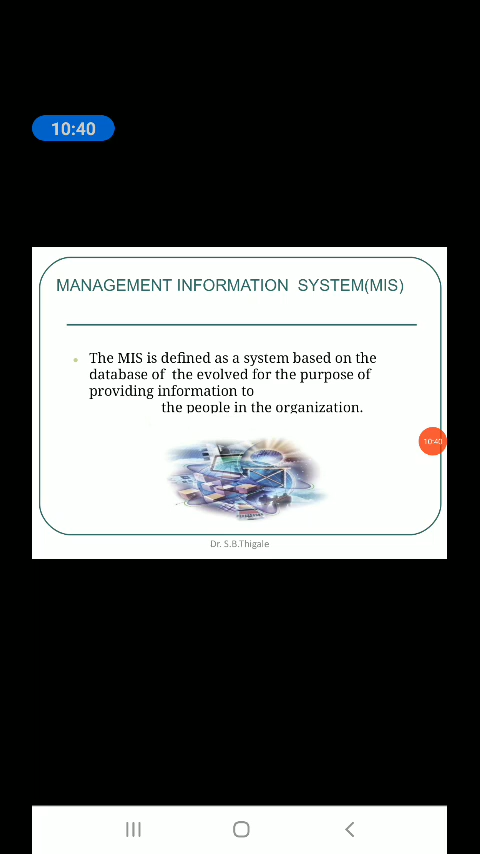 10:40
MANAGEMENT INFORMATION SYSTEM(MIS)
The MIS is defined as a system based on the
database of the evolved for the purpose of
providing information to
the people in the organization.
10:40
Dr. S.B.Thigale